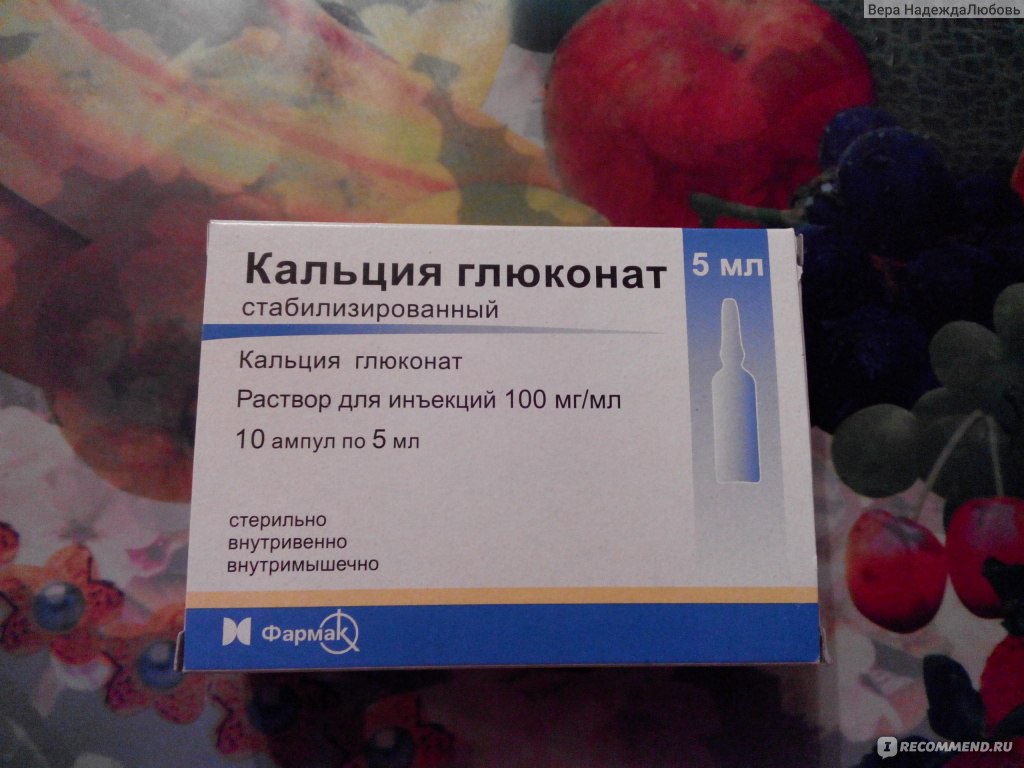 Вера НадеждаЛюбовь
Кальция глюконат
5 мл
стабилизированный
Кальция глюконат
Раствор для инъекций 100 мг/мл
10 ампул по 5 мл
стерильно
внутривенно
внутримышечно
Фармак
IRECOMMEND.RU